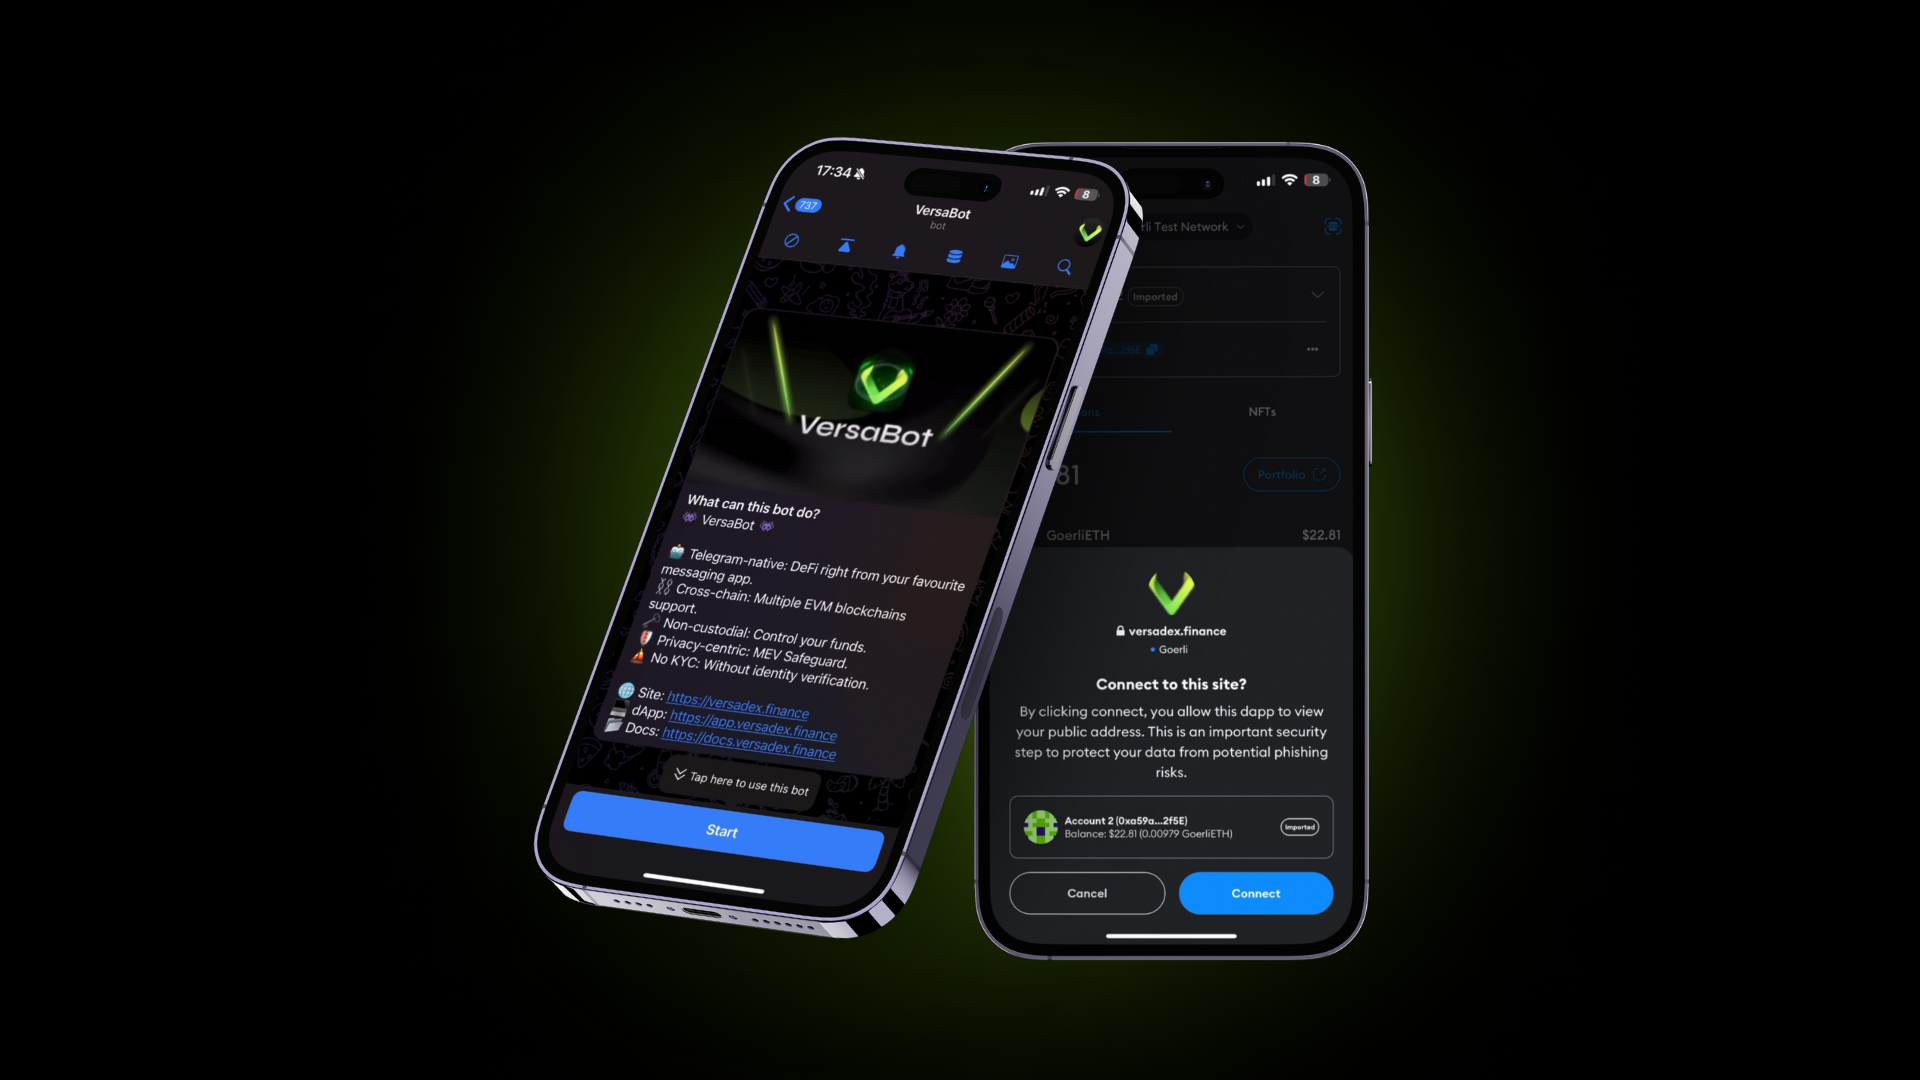 17:34
8
737
VersaBot
bot
VersaBot
What can this bot do?
VersaBot
Telegram-native: DeFi right from your favourite
messaging app.
Cross-chain: Multiple EVM blockchains
support.
Non-custodial: Control your funds.
Privacy-centric: MEV Safeguard.
No KYC: Without identity verification.
Site: https://versadex.finance
dApp: https://app.versadex.finance
Docs: https://docs.versadex.finance
Tap here to use this bot
Start
8
Test Network
Imported
...2f5E
NFTs
81
Portfolio
GoerliETH
$22.81
versadex.finance
Goerli
Connect to this site?
By clicking connect, you allow this dapp to view
your public address. This is an important security
step to protect your data from potential phishing
risks.
Account 2 (0xa59a...2f5E)
Imported
Balance: $22.81 (0.00979 GoerliETH)
Cancel
Connect